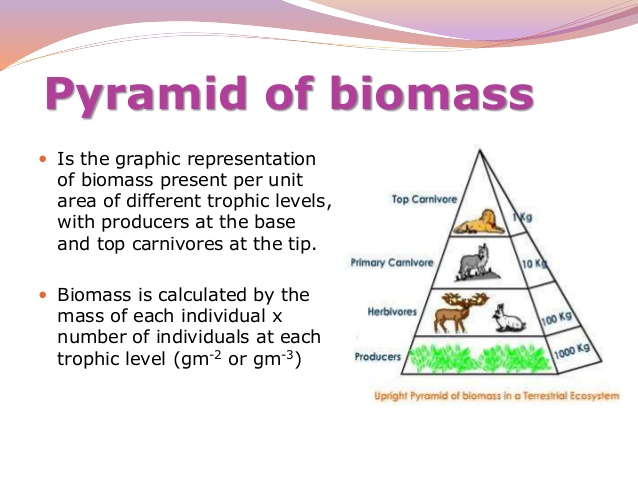 Pyramid of biomass
• Is the graphic representation
of biomass present per unit
area of different trophic levels,
with producers at the base
and top carnivores at the tip.
• Biomass is calculated by the
mass of each individual x
number of individuals at each
trophic level (gm-2 or gm-3)
Top Carnivore
1 Kg
Primary Carnivore
10 Kg
Herbivores
100 Kg
Producers
1000 Kg
Upright Pyramid of biomass in a Terrestrial Ecosystem